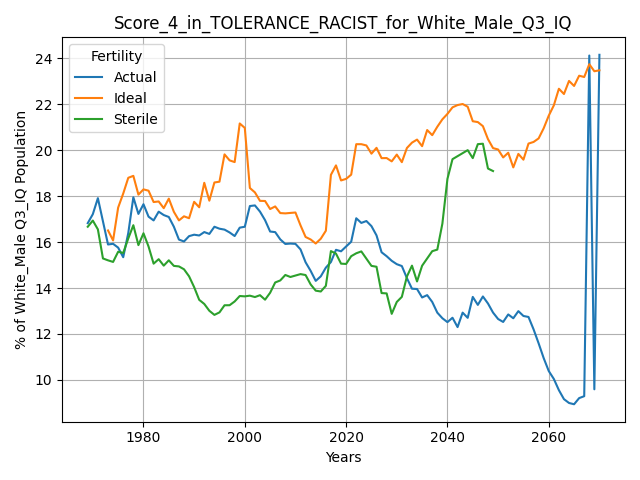 Score_4_in_TOLERANCE_RACIST_for_White_Male_Q3_IQ
Fertility
Actual
Ideal
Sterile
% of White_Male Q3_IQ Population
24
22
20
18
16
14
12
10
1980 2000 2020 2040 2060
Years